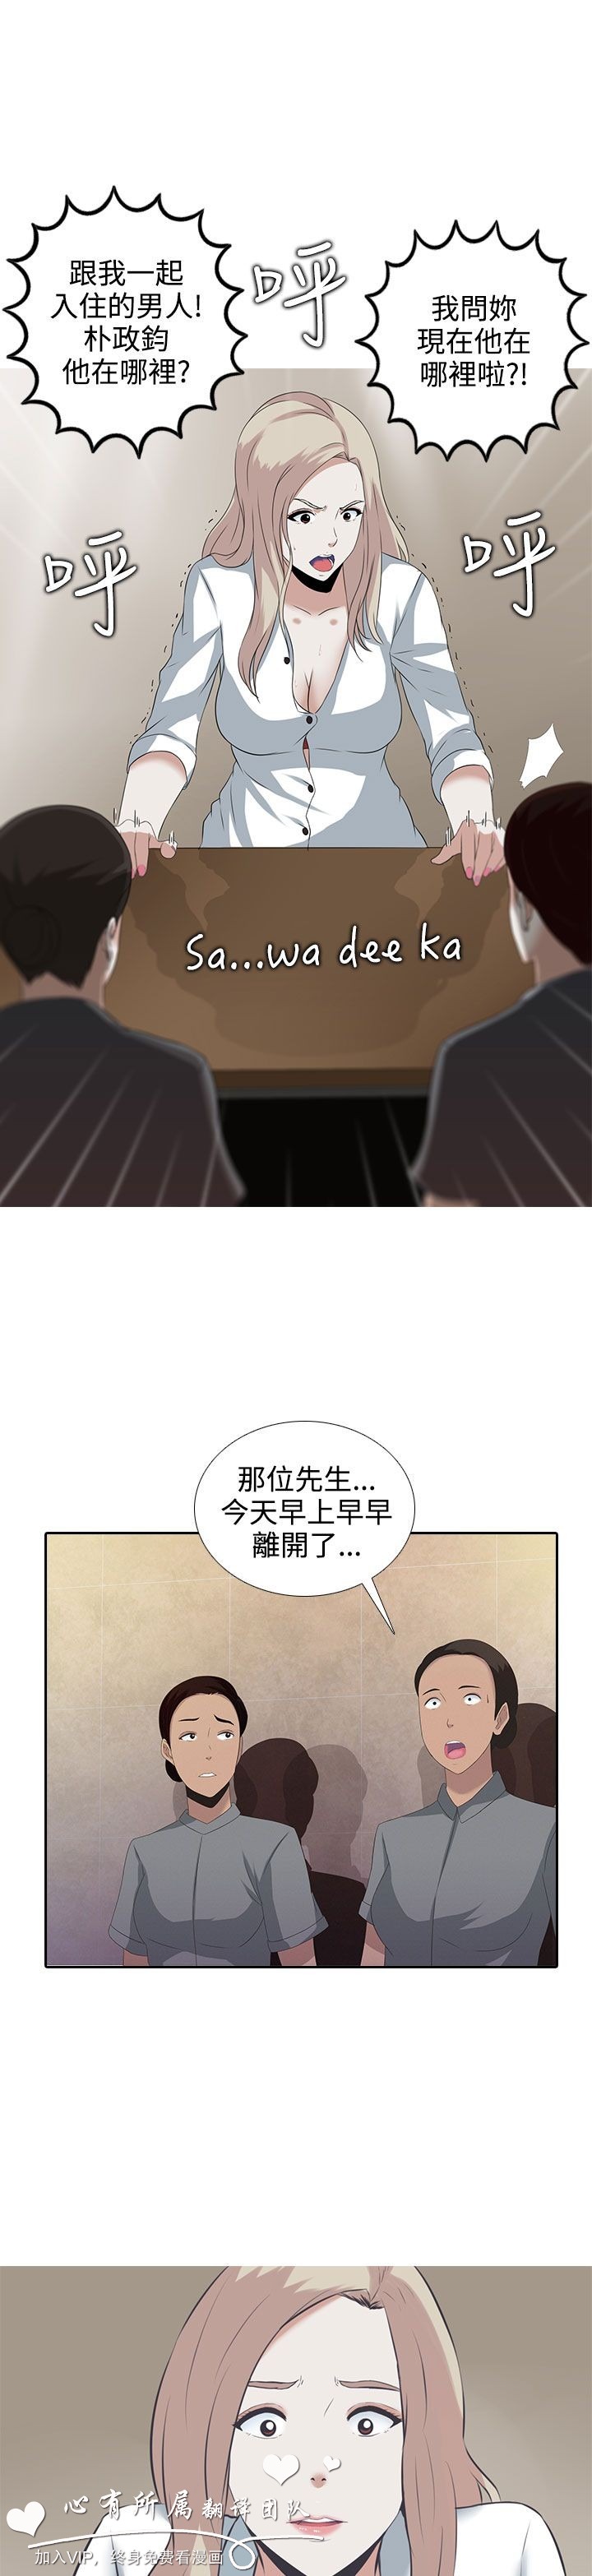 跟我一起
入住的男人!
朴政鈞
他在哪裡?
呼
我問妳
現在他在
哪裡啦?!
呼
呼
Sa...wa dee ka
那位先生...
今天早上早早
離開了...
心有所属翻译团队
加入VIP，终身免费看漫画